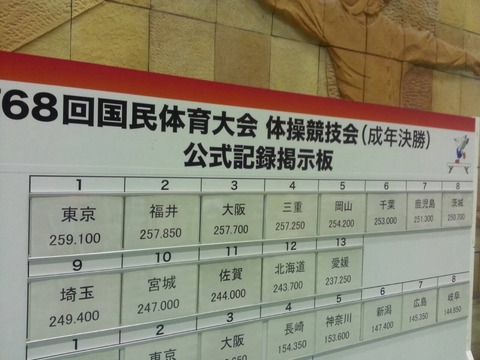 68回国民体育大会 体操競技会(成年決勝)
公式記録掲示板
1 2 3 4 5 6 7 8
東京 福井 大阪 三重 岡山 千葉 鹿児島 茨城
259.100 257.850 257.700 257.250 254.200 253.000 251.300 250.700
9 10 11 12 13
埼玉 宮城 佐賀 北海道 愛媛
249.400 247.000 244.000 243.700 237.250
1 2 3 4 5 6 7 8
東京 大阪 長崎 神奈川 新潟 広島 岐阜
154.350 153.600 147.400 145.350 144.650